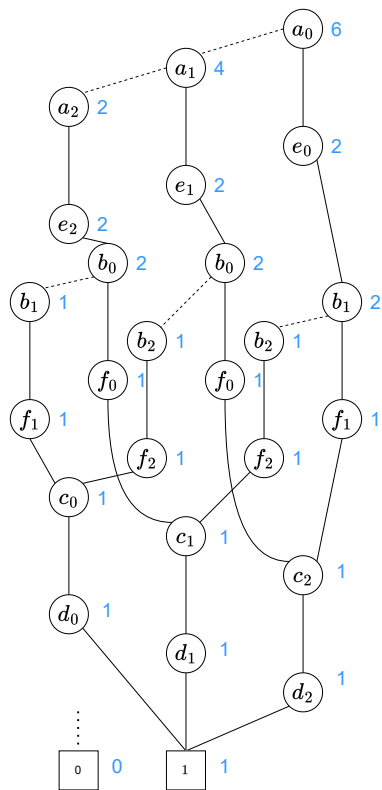 a₀ 6
a₁ 4
a₂ 2
e₀ 2
e₁ 2
e₂ 2
b₀ 2
b₀ 2
b₁ 1
b₁ 2
b₂ 1
b₂ 1
f₀ 1
f₀ 1
f₁ 1
f₁ 1
f₂ 1
f₂ 1
c₀ 1
c₁ 1
c₂ 1
d₀ 1
d₁ 1
d₂ 1
0 0
1 1